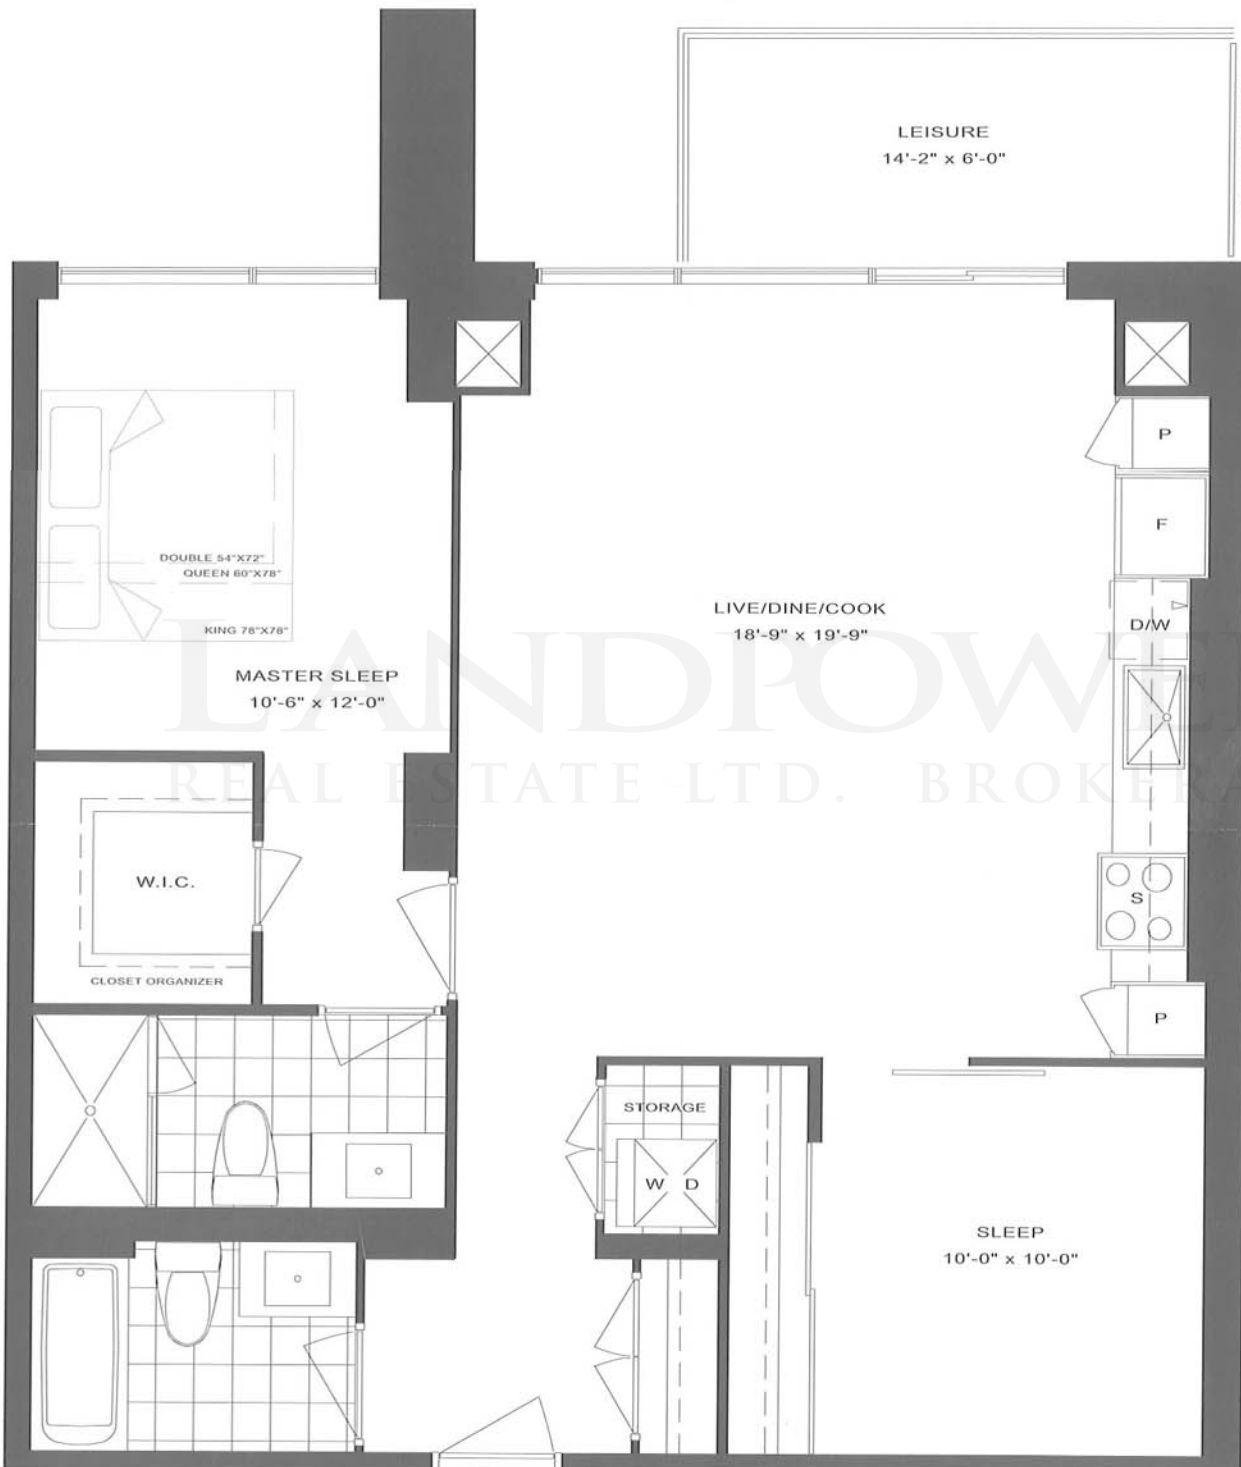 LEISURE
14'-2" x 6'-0"
P
F
DOUBLE 54"X72"
QUEEN 60"X78"
KING 78"X78"
LIVE/DINE/COOK
18'-9" x 19'-9"
D/W
MASTER SLEEP
10'-6" x 12'-0"
LANDPOWE
REAL ESTATE LTD. BROKERA
W.I.C.
S
CLOSET ORGANIZER
P
STORAGE
W D
SLEEP
10'-0" x 10'-0"